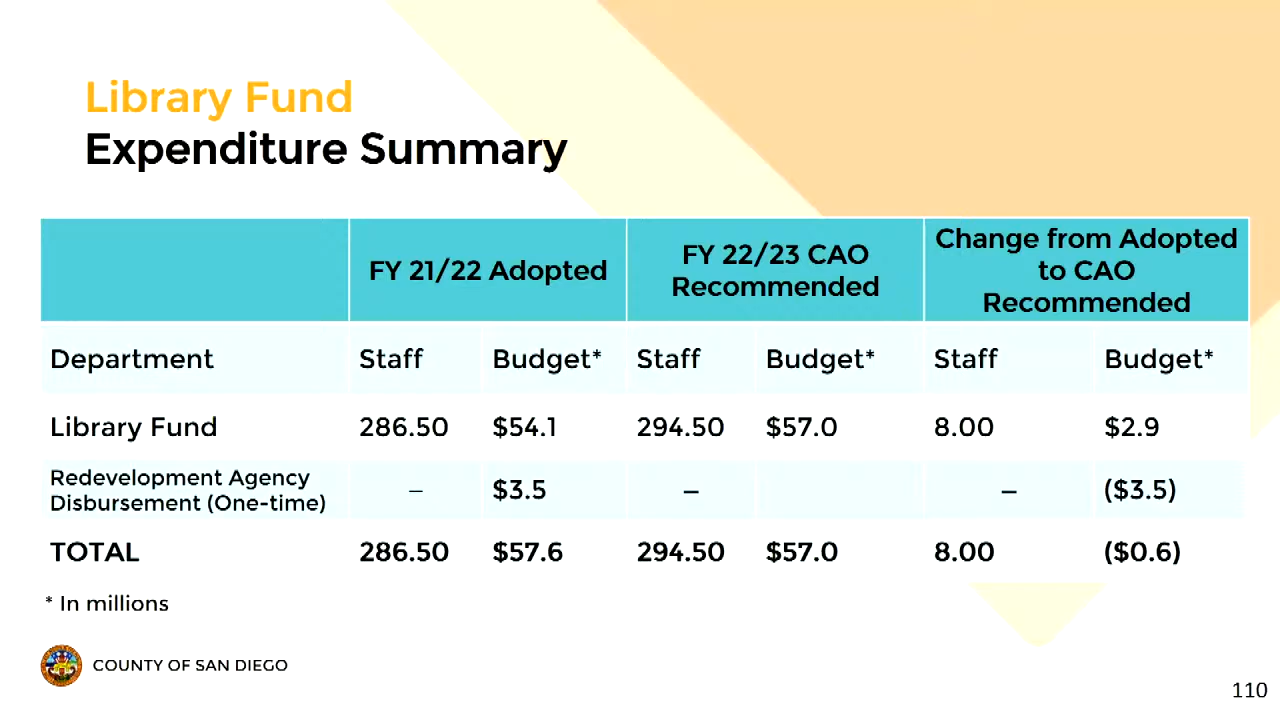 Library Fund
Expenditure Summary
FY 21/22 Adopted
FY 22/23 CAO
Recommended
Change from Adopted
to CAO
Recommended
Department Staff Budget* Staff Budget* Staff Budget*
Library Fund 286.50 $54.1 294.50 $57.0 8.00 $2.9
Redevelopment Agency
Disbursement (One-time) – $3.5 – – ($3.5)
TOTAL 286.50 $57.6 294.50 $57.0 8.00 ($0.6)
* In millions
COUNTY OF SAN DIEGO
110